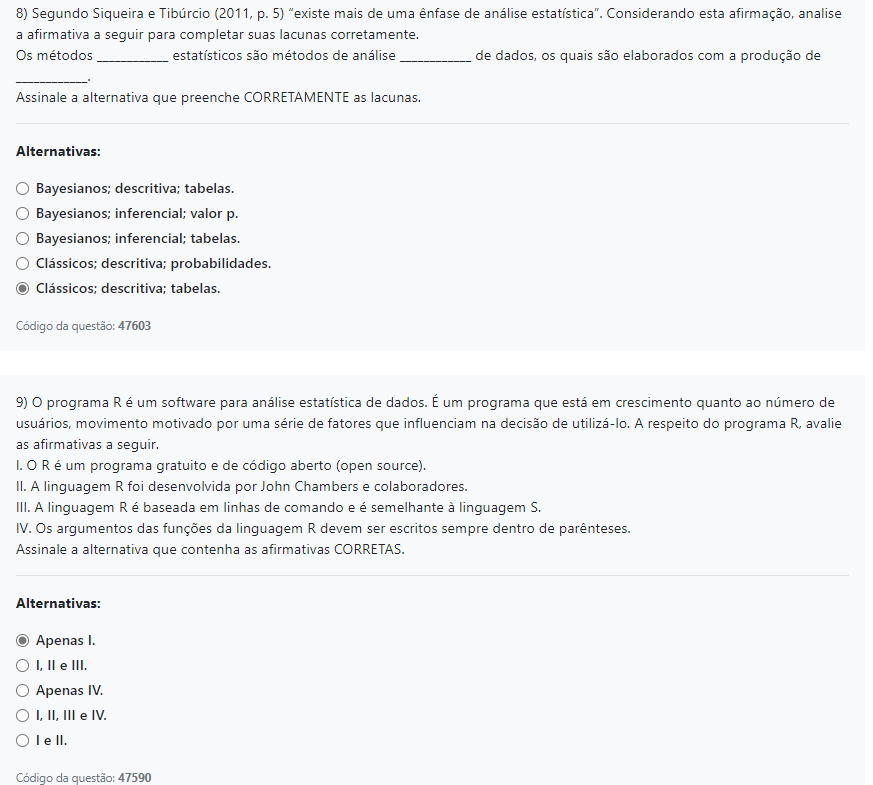 8) Segundo Siqueira e Tibúrcio (2011, p. 5) “existe mais de uma ênfase de análise estatística”. Considerando esta afirmação, analise
a afirmativa a seguir para completar suas lacunas corretamente.
Os métodos ____________ estatísticos são métodos de análise ____________ de dados, os quais são elaborados com a produção de
____________.
Assinale a alternativa que preenche CORRETAMENTE as lacunas.
Alternativas:
Bayesianos; descritiva; tabelas.
Bayesianos; inferencial; valor p.
Bayesianos; inferencial; tabelas.
Clássicos; descritiva; probabilidades.
Clássicos; descritiva; tabelas.
Código da questão: 47603
9) O programa R é um software para análise estatística de dados. É um programa que está em crescimento quanto ao número de
usuários, movimento motivado por uma série de fatores que influenciam na decisão de utilizá-lo. A respeito do programa R, avalie
as afirmativas a seguir.
I. O R é um programa gratuito e de código aberto (open source).
II. A linguagem R foi desenvolvida por John Chambers e colaboradores.
III. A linguagem R é baseada em linhas de comando e é semelhante à linguagem S.
IV. Os argumentos das funções da linguagem R devem ser escritos sempre dentro de parênteses.
Assinale a alternativa que contenha as afirmativas CORRETAS.
Alternativas:
Apenas I.
I, II e III.
Apenas IV.
I, II, III e IV.
I e II.
Código da questão: 47590